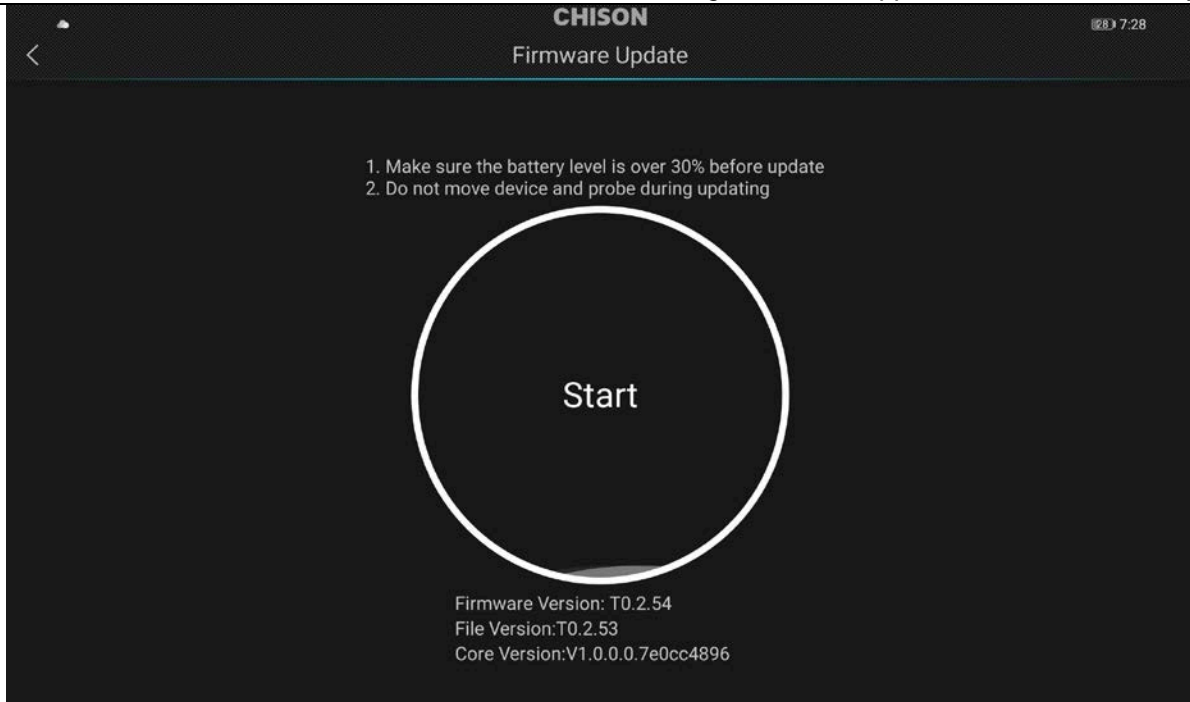 CHISON
28 7:28
Firmware Update
1. Make sure the battery level is over 30% before update
2. Do not move device and probe during updating
Start
Firmware Version: T0.2.54
File Version:T0.2.53
Core Version:V1.0.0.0.7e0cc4896